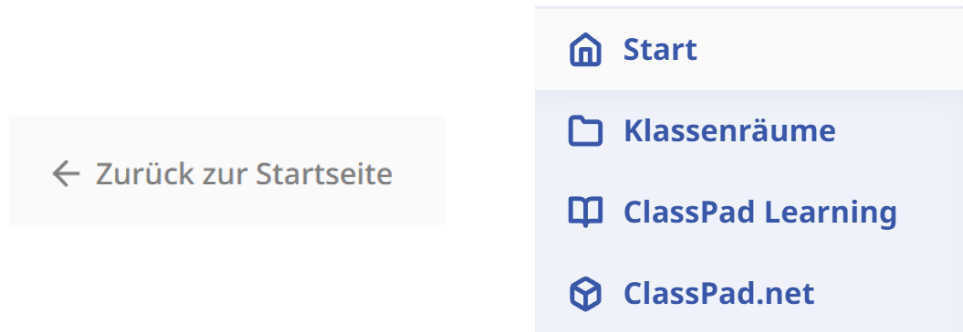 Zurück zur Startseite
Start
Klassenräume
ClassPad Learning
ClassPad.net